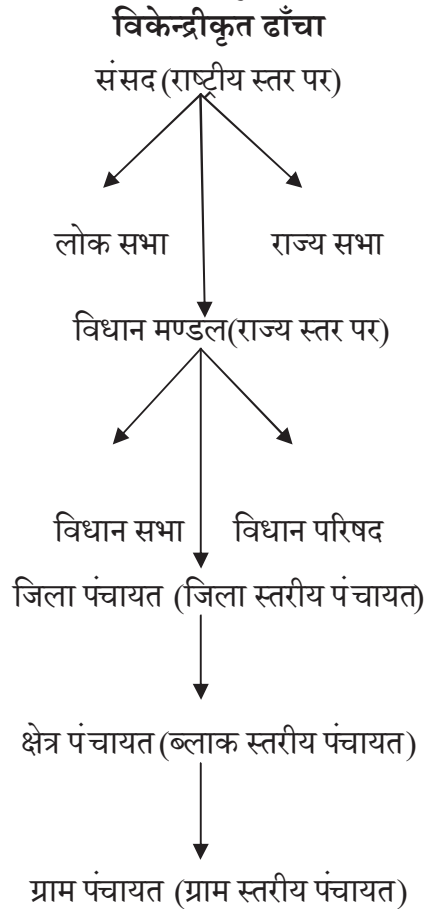 विकेन्द्रीकृत ढाँचा
संसद (राष्ट्रीय स्तर पर)
लोक सभा राज्य सभा
विधान मण्डल(राज्य स्तर पर)
विधान सभा विधान परिषद
जिला पंचायत (जिला स्तरीय पंचायत)
क्षेत्र पंचायत (ब्लाक स्तरीय पंचायत)
ग्राम पंचायत (ग्राम स्तरीय पंचायत)